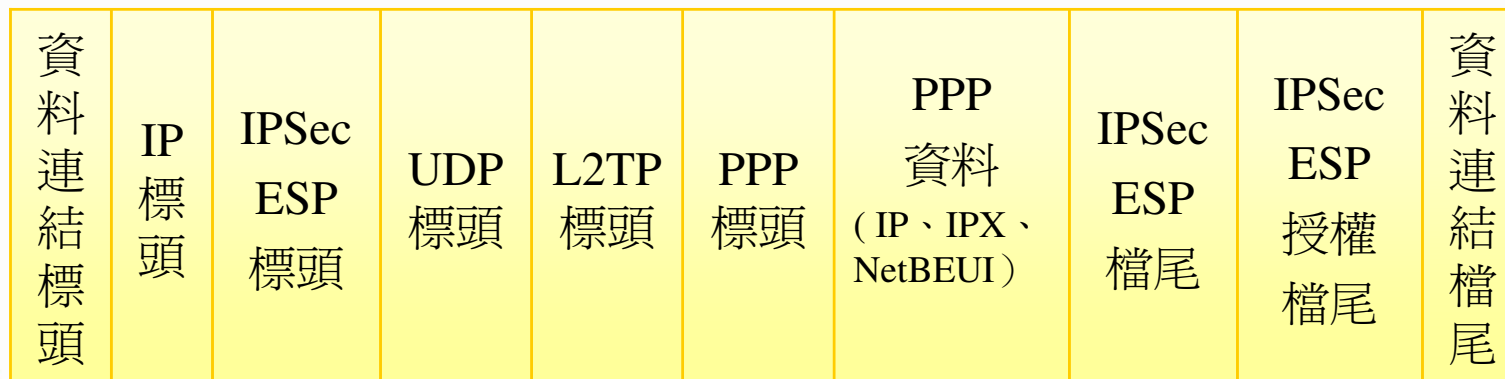 資料連結標頭
IP
標
頭
IPSec
ESP
標頭
UDP
標頭
L2TP
標頭
PPP
標頭
PPP
資料
( IP、IPX、
NetBEUI）
IPSec
ESP
檔尾
IPSec
ESP
授權
檔尾
資料連結檔尾